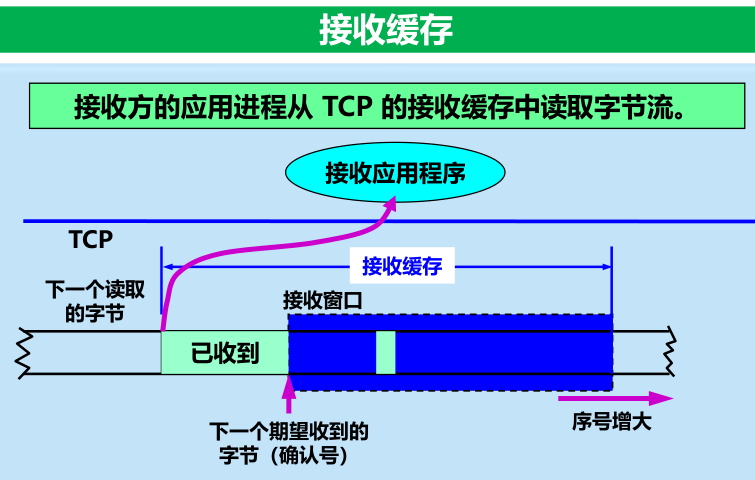 接收缓存
接收方的应用进程从 TCP 的接收缓存中读取字节流。
接收应用程序
TCP
接收缓存
下一个读取
的字节
接收窗口
已收到
下一个期望收到的
字节（确认号）
序号增大